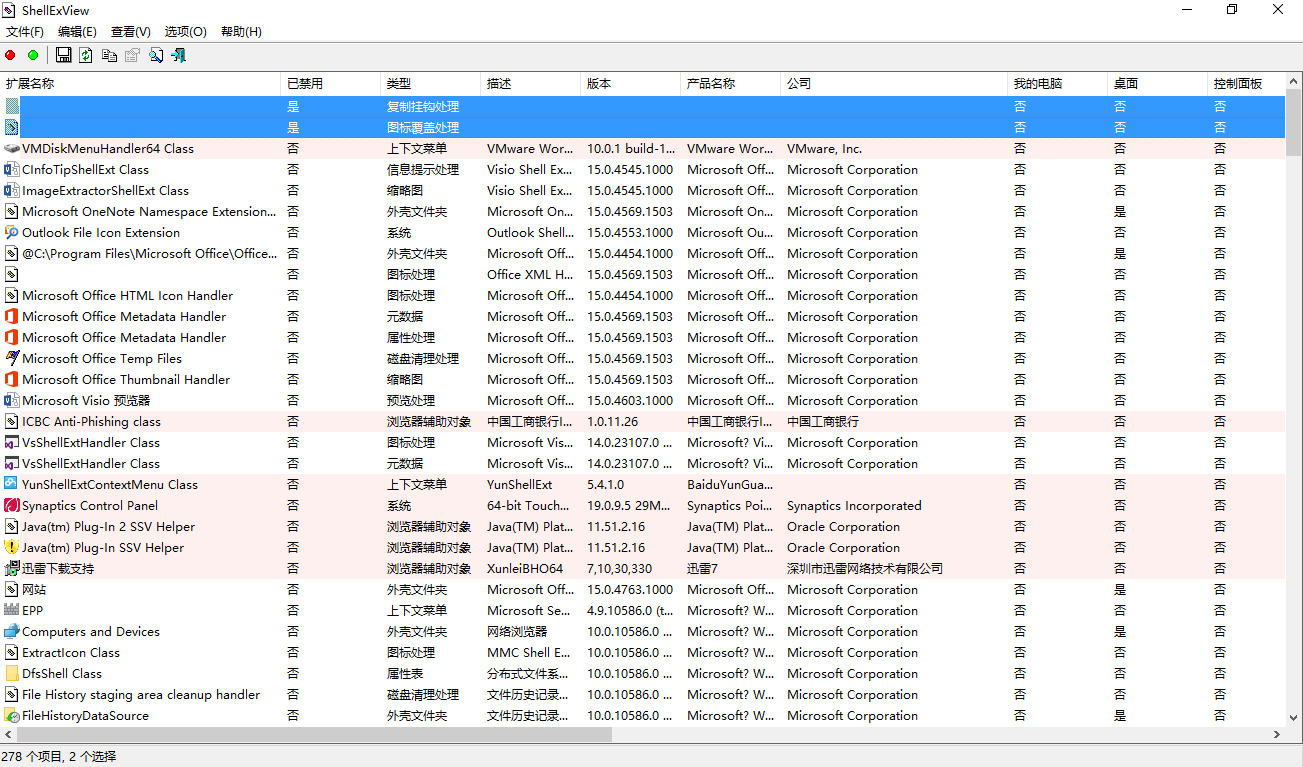 ShellExView
文件(F) 编辑(E) 查看(V) 选项(O) 帮助(H)
扩展名称 已禁用 类型 描述 版本 产品名称 公司 我的电脑 桌面 控制面板
是 复制挂钩处理 否 否 否
是 图标覆盖处理 否 否 否
VMDiskMenuHandler64 Class 否 上下文菜单 VMware Wor... 10.0.1 build-1... VMware Wor... VMware, Inc. 否 否 否
CInfoTipShellExt Class 否 信息提示处理 Visio Shell Ex... 15.0.4545.1000 Microsoft Off... Microsoft Corporation 否 否 否
ImageExtractorShellExt Class 否 缩略图 Visio Shell Ex... 15.0.4545.1000 Microsoft Off... Microsoft Corporation 否 否 否
Microsoft OneNote Namespace Extension... 否 外壳文件夹 Microsoft On... 15.0.4569.1503 Microsoft On... Microsoft Corporation 否 是 否
Outlook File Icon Extension 否 系统 Outlook Shell... 15.0.4553.1000 Microsoft Ou... Microsoft Corporation 否 否 否
@C:\Program Files\Microsoft Office\Office... 否 外壳文件夹 Microsoft Off... 15.0.4454.1000 Microsoft Off... Microsoft Corporation 否 是 否
否 图标处理 Office XML H... 15.0.4569.1503 Microsoft Off... Microsoft Corporation 否 否 否
Microsoft Office HTML Icon Handler 否 图标处理 Microsoft Off... 15.0.4454.1000 Microsoft Off... Microsoft Corporation 否 否 否
Microsoft Office Metadata Handler 否 元数据 Microsoft Off... 15.0.4569.1503 Microsoft Off... Microsoft Corporation 否 否 否
Microsoft Office Metadata Handler 否 属性处理 Microsoft Off... 15.0.4569.1503 Microsoft Off... Microsoft Corporation 否 否 否
Microsoft Office Temp Files 否 磁盘清理处理 Microsoft Off... 15.0.4569.1503 Microsoft Off... Microsoft Corporation 否 否 否
Microsoft Office Thumbnail Handler 否 缩略图 Microsoft Off... 15.0.4569.1503 Microsoft Off... Microsoft Corporation 否 否 否
Microsoft Visio 预览器 否 预览处理 Microsoft Off... 15.0.4603.1000 Microsoft Off... Microsoft Corporation 否 否 否
ICBC Anti-Phishing class 否 浏览器辅助对象 中国工商银行I... 1.0.11.26 中国工商银行I... 中国工商银行 否 否 否
VsShellExtHandler Class 否 图标处理 Microsoft Vis... 14.0.23107.0 ... Microsoft? Vi... Microsoft Corporation 否 否 否
VsShellExtHandler Class 否 元数据 Microsoft Vis... 14.0.23107.0 ... Microsoft? Vi... Microsoft Corporation 否 否 否
YunShellExtContextMenu Class 否 上下文菜单 YunShellExt 5.4.1.0 BaiduYunGua... 否 否 否
Synaptics Control Panel 否 系统 64-bit Touch... 19.0.9.5 29M... Synaptics Poi... Synaptics Incorporated 否 否 否
Java(tm) Plug-In 2 SSV Helper 否 浏览器辅助对象 Java(TM) Plat... 11.51.2.16 Java(TM) Plat... Oracle Corporation 否 否 否
Java(tm) Plug-In SSV Helper 否 浏览器辅助对象 Java(TM) Plat... 11.51.2.16 Java(TM) Plat... Oracle Corporation 否 否 否
迅雷下载支持 否 浏览器辅助对象 XunleiBHO64 7,10,30,330 迅雷7 深圳市迅雷网络技术有限公司 否 否 否
网站 否 外壳文件夹 Microsoft Off... 15.0.4763.1000 Microsoft Off... Microsoft Corporation 否 是 否
EPP 否 上下文菜单 Microsoft Se... 4.9.10586.0 (t... Microsoft? W... Microsoft Corporation 否 否 否
Computers and Devices 否 外壳文件夹 网络浏览器 10.0.10586.0 ... Microsoft? W... Microsoft Corporation 否 是 否
ExtractIcon Class 否 图标处理 MMC Shell E... 10.0.10586.0 ... Microsoft? W... Microsoft Corporation 否 否 否
DfsShell Class 否 属性表 分布式文件系... 10.0.10586.0 ... Microsoft? W... Microsoft Corporation 否 否 否
File History staging area cleanup handler 否 磁盘清理处理 文件历史记录... 10.0.10586.0 ... Microsoft? W... Microsoft Corporation 否 否 否
FileHistoryDataSource 否 外壳文件夹 文件历史记录... 10.0.10586.0 ... Microsoft? W... Microsoft Corporation 否 是 否
278 个项目, 2 个选择